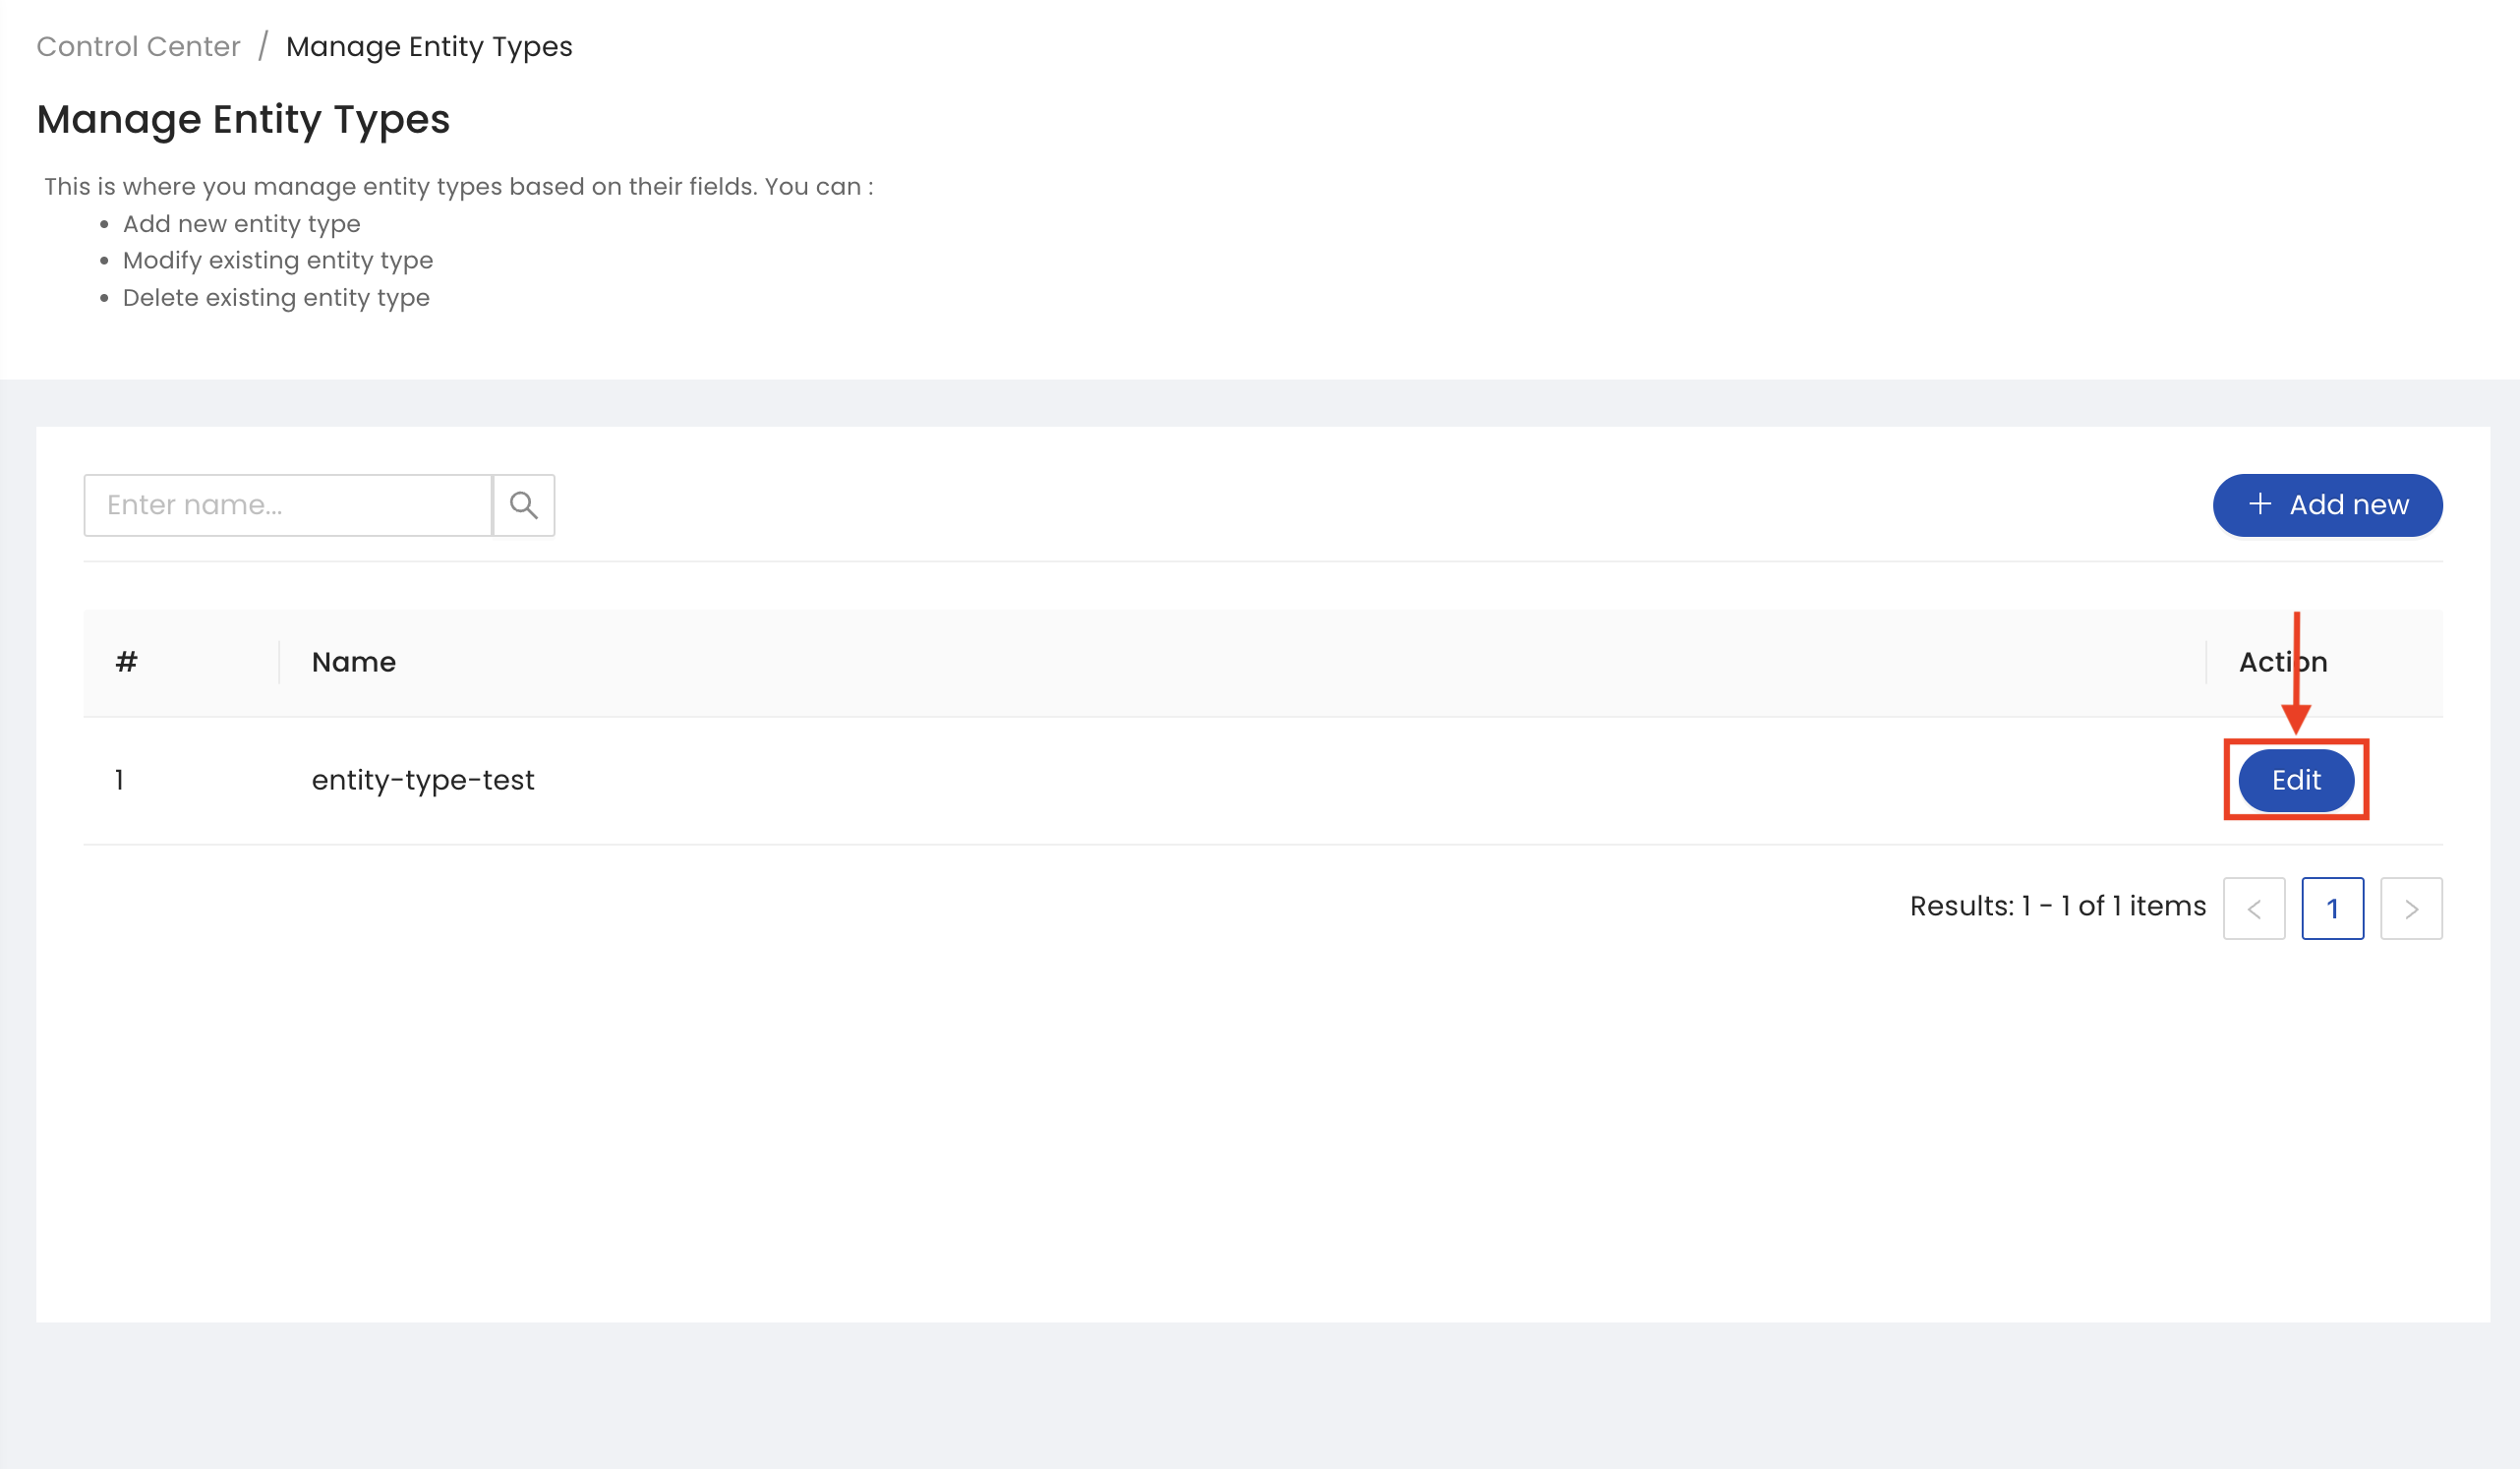 Control Center / Manage Entity Types
Manage Entity Types
This is where you manage entity types based on their fields. You can :
• Add new entity type
• Modify existing entity type
• Delete existing entity type
Enter name...
+ Add new
# Name Action
1 entity-type-test Edit
Results: 1 - 1 of 1 items < 1 >